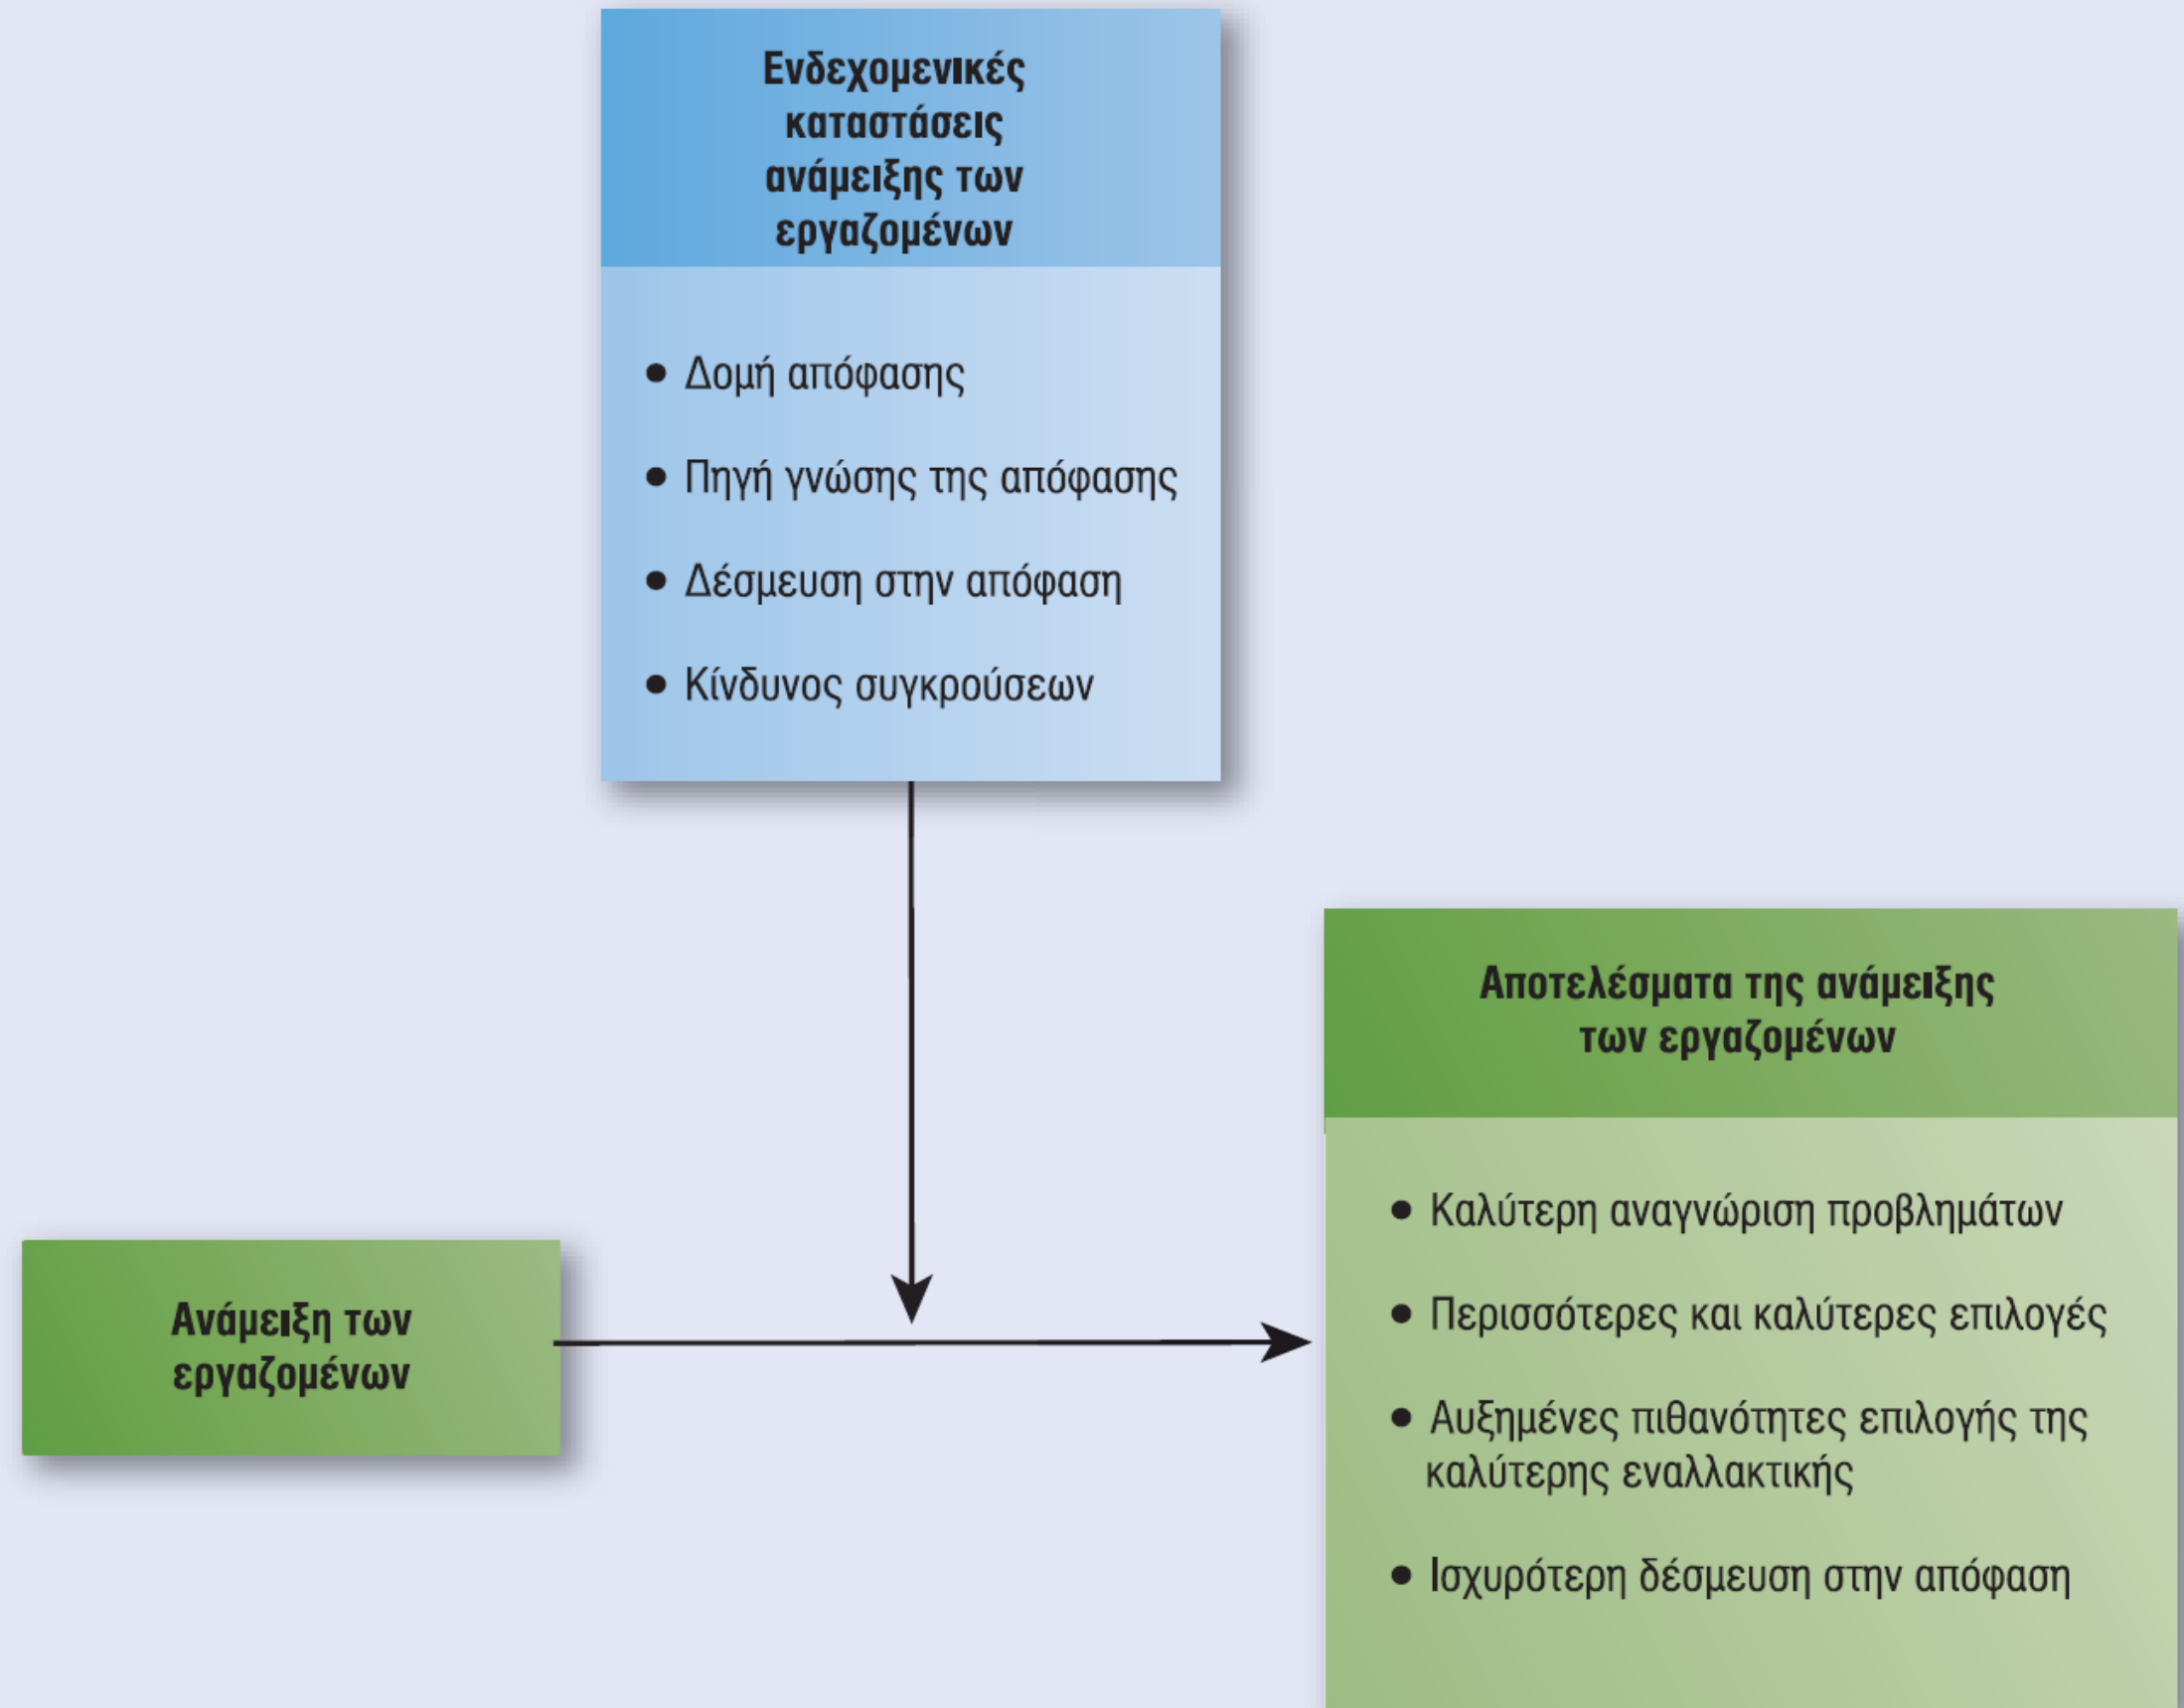 Ενδεχομενικές
καταστάσεις
ανάμειξης των
εργαζομένων
• Δομή απόφασης
• Πηγή γνώσης της απόφασης
• Δέσμευση στην απόφαση
• Κίνδυνος συγκρούσεων
Ανάμειξη των
εργαζομένων
Αποτελέσματα της ανάμειξης
των εργαζομένων
• Καλύτερη αναγνώριση προβλημάτων
• Περισσότερες και καλύτερες επιλογές
• Αυξημένες πιθανότητες επιλογής της
καλύτερης εναλλακτικής
• Ισχυρότερη δέσμευση στην απόφαση